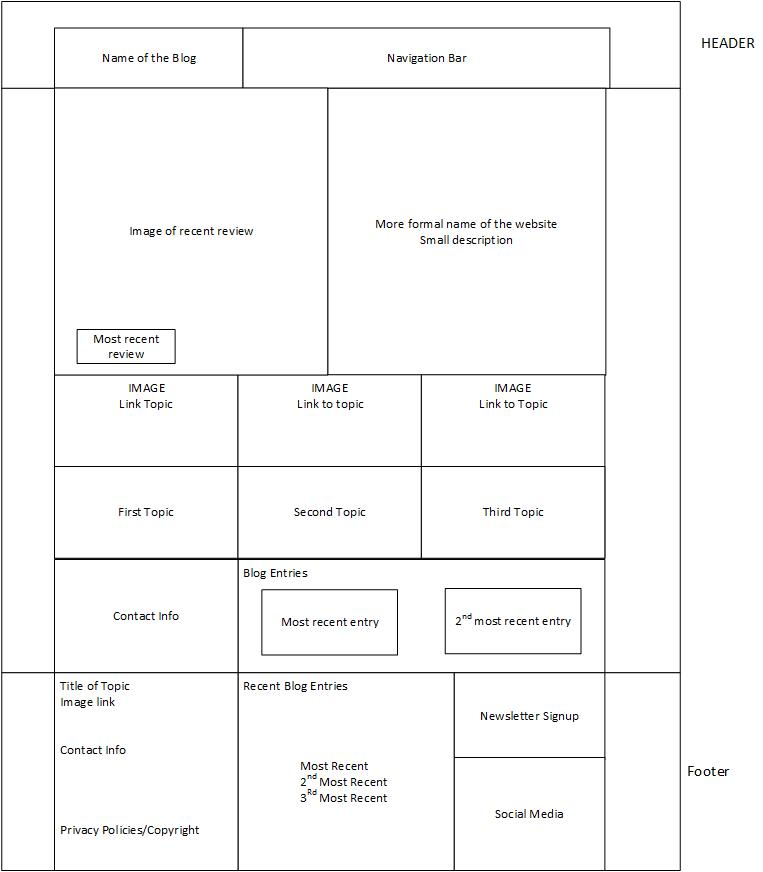 Name of the Blog
Navigation Bar
HEADER
Image of recent review
More formal name of the website
Small description
Most recent
review
IMAGE
Link Topic
IMAGE
Link to topic
IMAGE
Link to Topic
First Topic
Second Topic
Third Topic
Contact Info
Blog Entries
Most recent entry
2nd most recent entry
Title of Topic
Image link
Contact Info
Privacy Policies/Copyright
Recent Blog Entries
Most Recent
2nd Most Recent
3Rd Most Recent
Newsletter Signup
Social Media
Footer